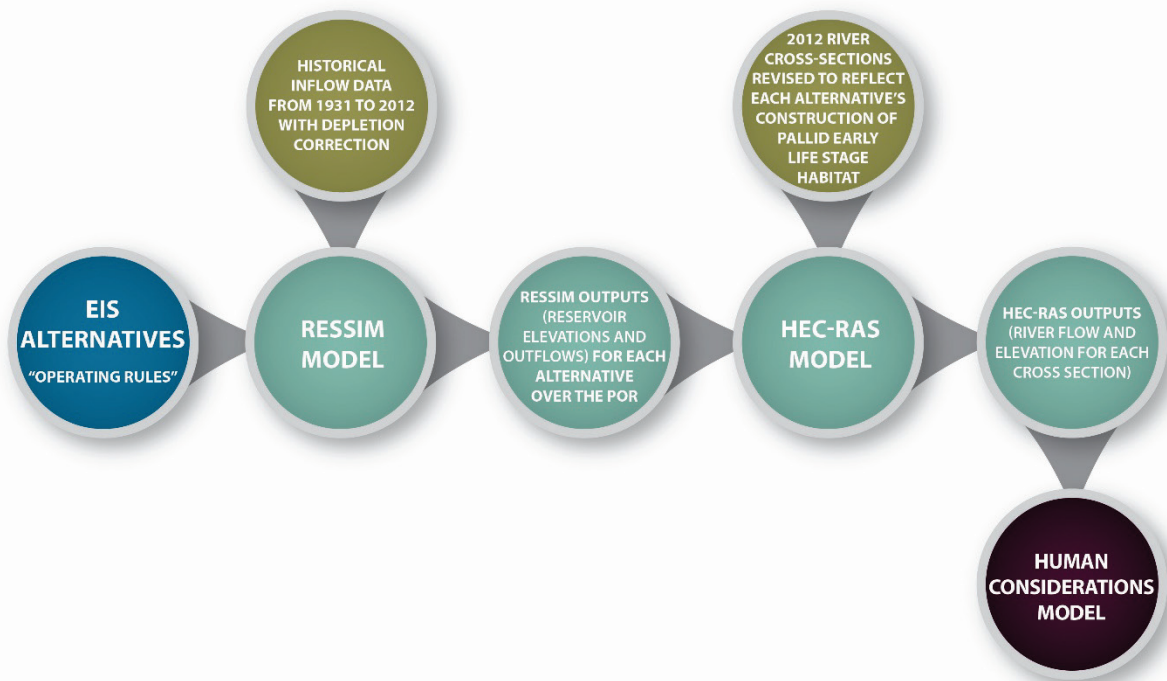 HISTORICAL
INFLOW DATA
FROM 1931 TO 2012
WITH DEPLETION
CORRECTION
2012 RIVER
CROSS-SECTIONS
REVISED TO REFLECT
EACH ALTERNATIVE'S
CONSTRUCTION OF
PALLID EARLY
LIFE STAGE
HABITAT
EIS
ALTERNATIVES
"OPERATING RULES"
RESSIM
MODEL
RESSIM OUTPUTS
(RESERVOIR
ELEVATIONS AND
OUTFLOWS) FOR EACH
ALTERNATIVE
OVER THE POR
HEC-RAS
MODEL
HEC-RAS OUTPUTS
(RIVER FLOW AND
ELEVATION FOR EACH
CROSS SECTION)
HUMAN
CONSIDERATIONS
MODEL